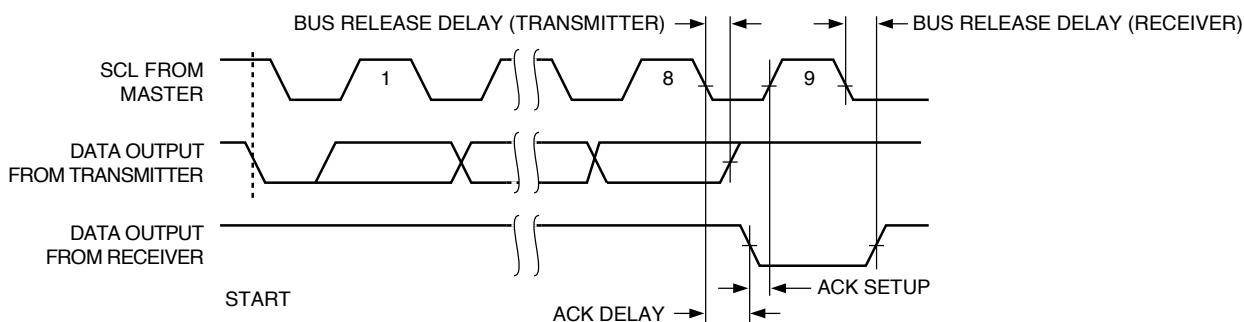 BUS RELEASE DELAY (TRANSMITTER)
BUS RELEASE DELAY (RECEIVER)
SCL FROM
MASTER
1
8
9
DATA OUTPUT
FROM TRANSMITTER
DATA OUTPUT
FROM RECEIVER
START
ACK SETUP
ACK DELAY